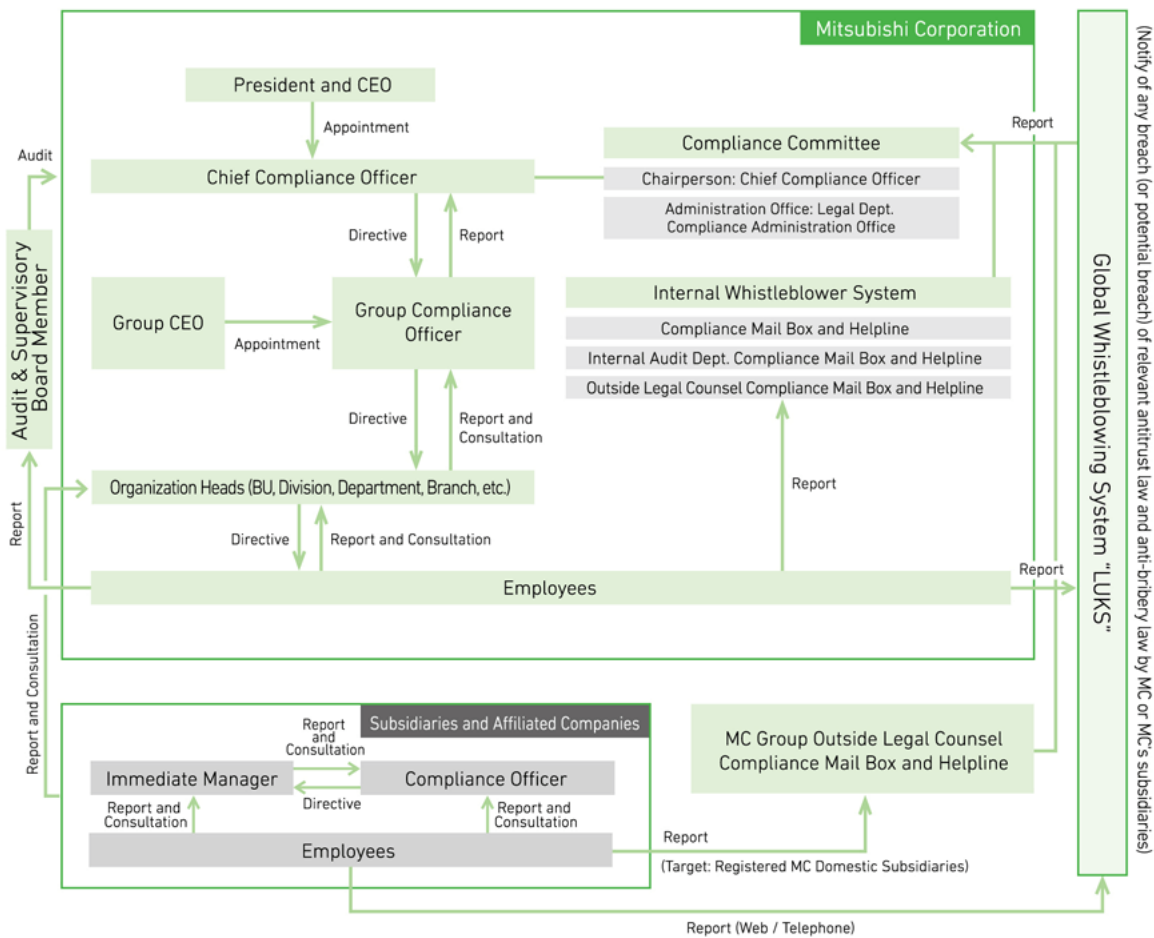 Mitsubishi Corporation
President and CEO
Appointment
Audit
Chief Compliance Officer
Directive
Report
Compliance Committee
Chairperson: Chief Compliance Officer
Administration Office: Legal Dept.
Compliance Administration Office
Report
Audit & Supervisory
Board Member
Group CEO
Appointment
Group Compliance
Officer
Internal Whistleblower System
Compliance Mail Box and Helpline
Internal Audit Dept. Compliance Mail Box and Helpline
Outside Legal Counsel Compliance Mail Box and Helpline
Directive
Report and
Consultation
Organization Heads (BU, Division, Department, Branch, etc.)
Report
Report
Directive
Report and Consultation
Employees
Report
Global Whistleblowing System "LUKS"
(Notify of any breach (or potential breach) of relevant antitrust law and anti-bribery law by MC or MC's subsidiaries)
Report and Consultation
Subsidiaries and Affiliated Companies
Report
and
Consultation
Immediate Manager
Compliance Officer
Directive
Report and
Consultation
Report and
Consultation
Employees
MC Group Outside Legal Counsel
Compliance Mail Box and Helpline
Report
(Target: Registered MC Domestic Subsidiaries)
Report (Web / Telephone)